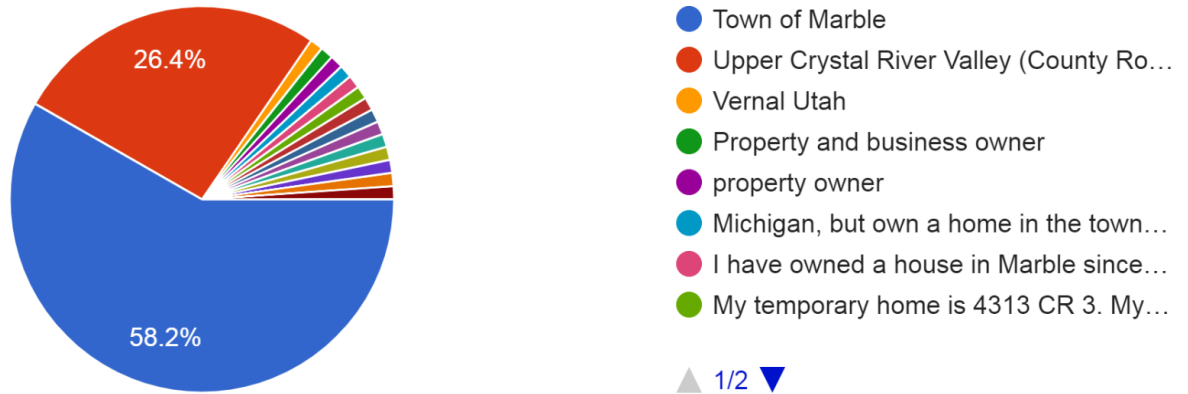 26.4%
58.2%
Town of Marble
Upper Crystal River Valley (County Ro…
Vernal Utah
Property and business owner
property owner
Michigan, but own a home in the town…
I have owned a house in Marble since…
My temporary home is 4313 CR 3. My…
1/2